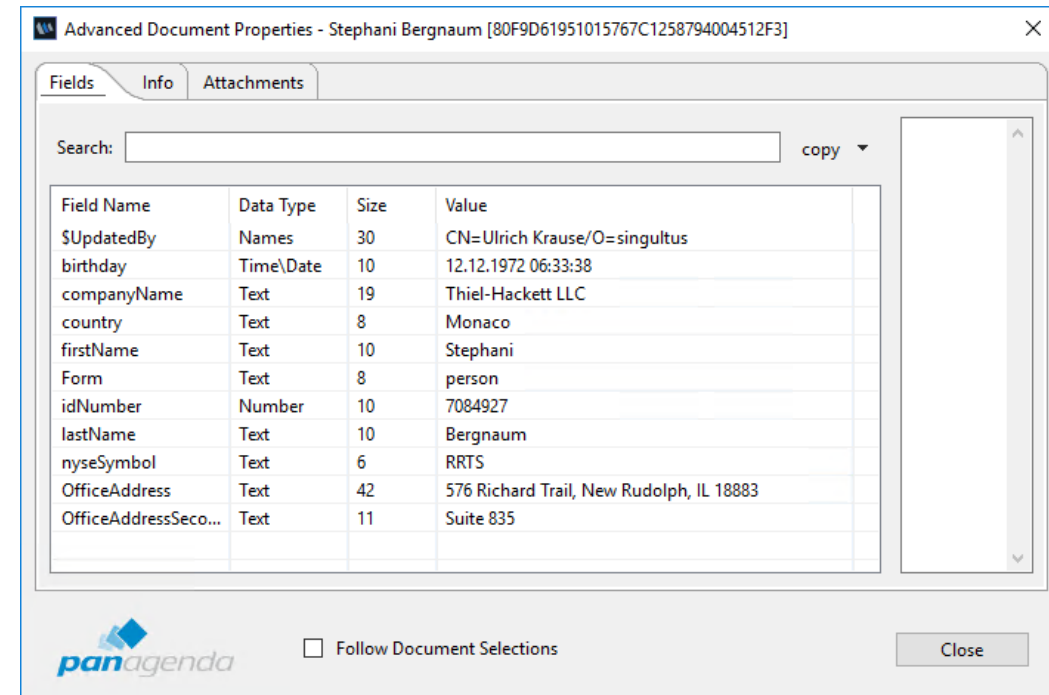 Advanced Document Properties - Stephani Bergnaum [80F9D61951015767C1258794004512F3]
Fields Info Attachments
Search: copy
Field Name Data Type Size Value
$UpdatedBy Names 30 CN=Ulrich Krause/O=singultus
birthday Time\Date 10 12.12.1972 06:33:38
companyName Text 19 Thiel-Hackett LLC
country Text 8 Monaco
firstName Text 10 Stephani
Form Text 8 person
idNumber Number 10 7084927
lastName Text 10 Bergnaum
nyseSymbol Text 6 RRTS
OfficeAddress Text 42 576 Richard Trail, New Rudolph, IL 18883
OfficeAddressSeco... Text 11 Suite 835
panagenda Follow Document Selections Close